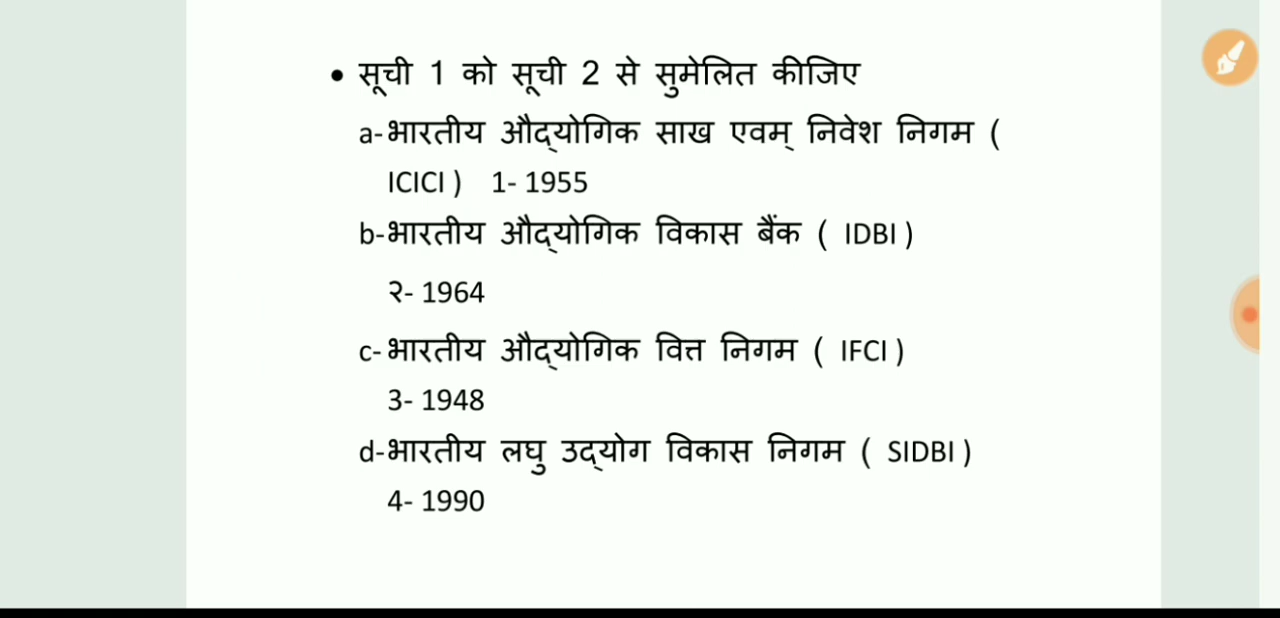 • सूची 1 को सूची 2 से सुमेलित कीजिए
a-भारतीय औद्योगिक साख एवम् निवेश निगम (
ICICI ) 1- 1955
b-भारतीय औद्योगिक विकास बैंक ( IDBI )
२- 1964
c-भारतीय औद्योगिक वित्त निगम ( IFCI )
3- 1948
d-भारतीय लघु उद्योग विकास निगम ( SIDBI )
4- 1990